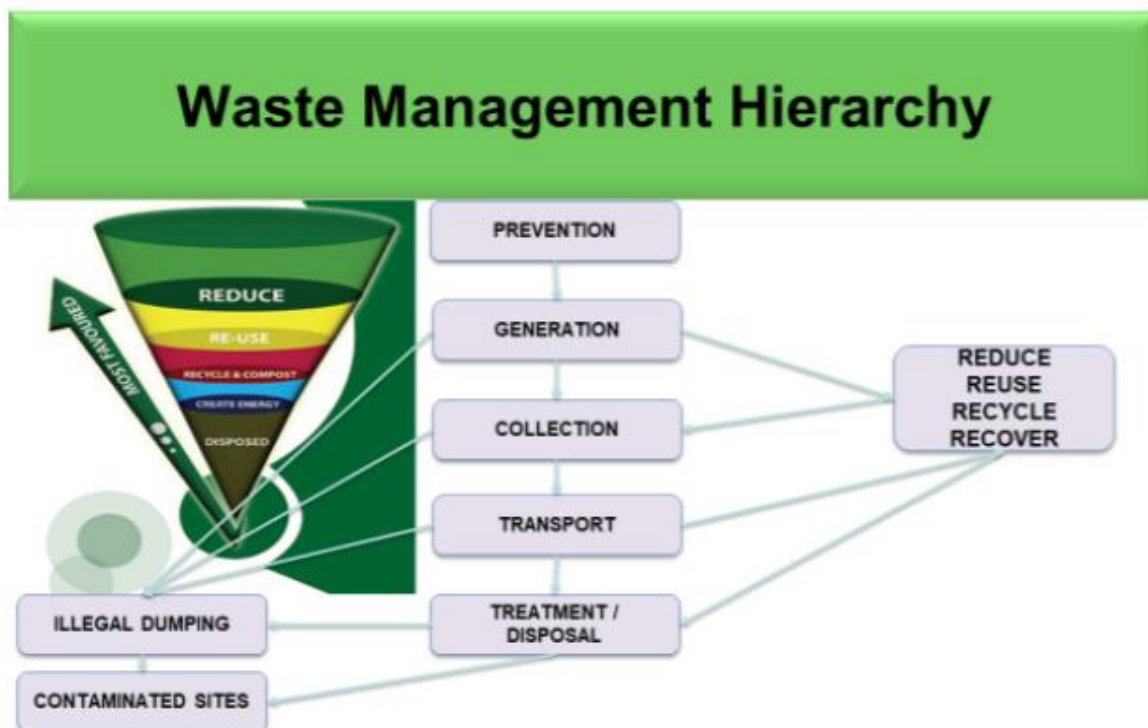 Waste Management Hierarchy
PREVENTION
GENERATION
COLLECTION
TRANSPORT
TREATMENT /
DISPOSAL
REDUCE
REUSE
RECYCLE
RECOVER
ILLEGAL DUMPING
CONTAMINATED SITES
MOST FAVOURED
REDUCE
RE-USE
RECYCLE & COMPOST
CREATE ENERGY
DISPOSED